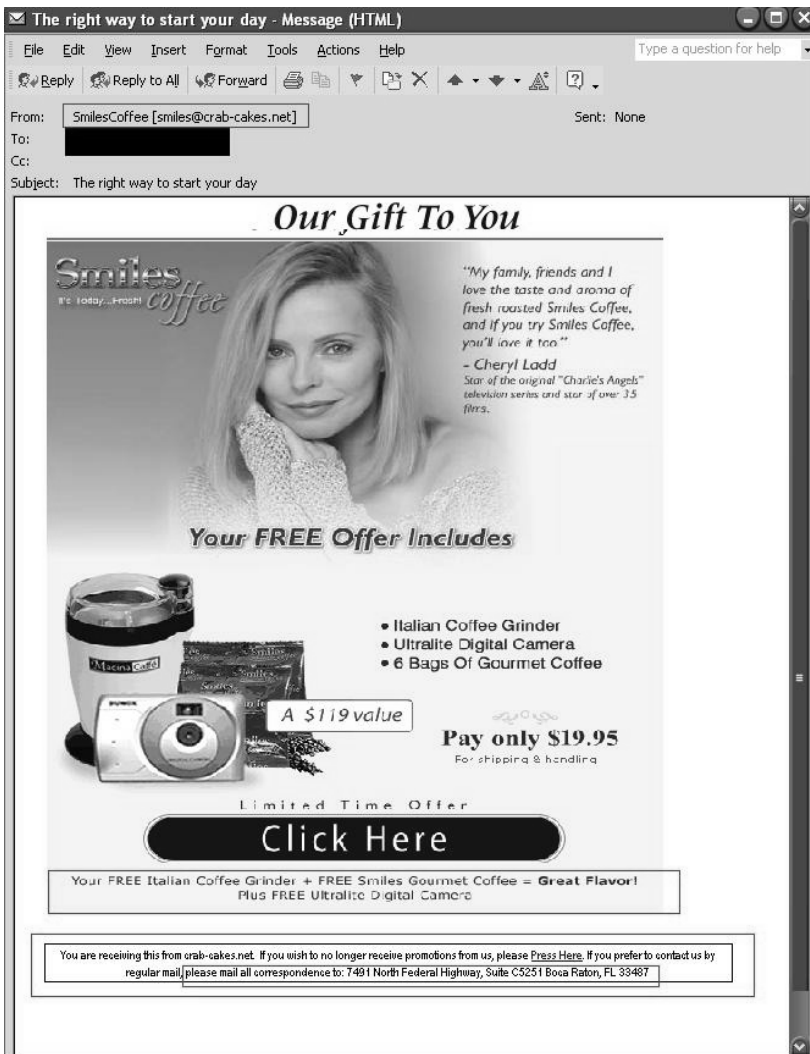 The right way to start your day - Message (HTML)
File Edit View Insert Format Tools Actions Help
Type a question for help
Reply Reply to All Forward
From: SmilesCoffee [smiles@crab-cakes.net] Sent: None
To:
Cc:
Subject: The right way to start your day
Our Gift To You
Smiles
It's Today...Fresh! coffee
"My family, friends and I
love the taste and aroma of
fresh roasted Smiles Coffee,
and if you try Smiles Coffee,
you'll love it too"
- Cheryl Ladd
Star of the original "Charlie's Angels"
television series and star of over 35
films.
Your FREE Offer Includes
• Italian Coffee Grinder
• Ultralite Digital Camera
• 6 Bags Of Gourmet Coffee
Macina Caffé
Smiles
A $119 value
Pay only $19.95
For shipping & handling
Limited Time Offer
Click Here
Your FREE Italian Coffee Grinder + FREE Smiles Gourmet Coffee = Great Flavor!
Plus FREE Ultralite Digital Camera
You are receiving this from crab-cakes.net. If you wish to no longer receive promotions from us, please Press Here. If you prefer to contact us by
regular mail, please mail all correspondence to: 7491 North Federal Highway, Suite C5251 Boca Raton, FL 33487